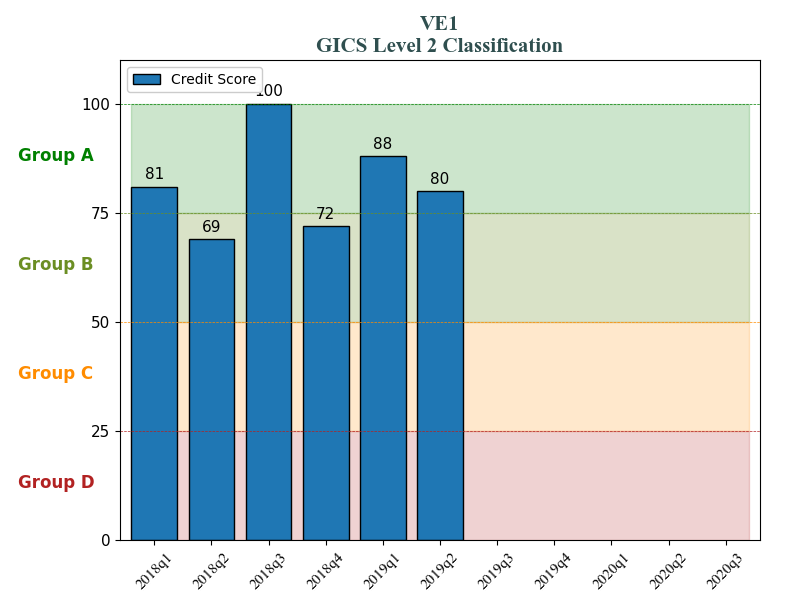 VE1
GICS Level 2 Classification
Credit Score
100
100
Group A
88
81
80
75
72
69
Group B
50
Group C
25
Group D
0
2018q1 2018q2 2018q3 2018q4 2019q1 2019q2 2019q3 2019q4 2020q1 2020q2 2020q3